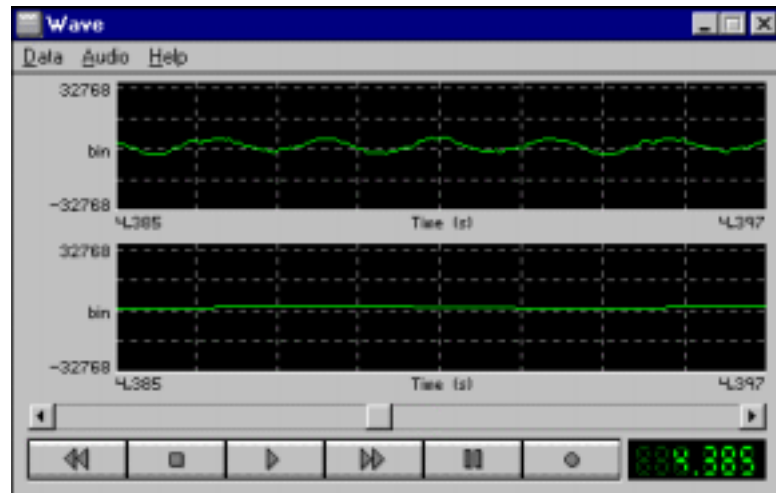 Wave
Data Audio Help
32768
bin
-32768
4.385 Time (s) 4.397
32768
bin
-32768
4.385 Time (s) 4.397
4.385